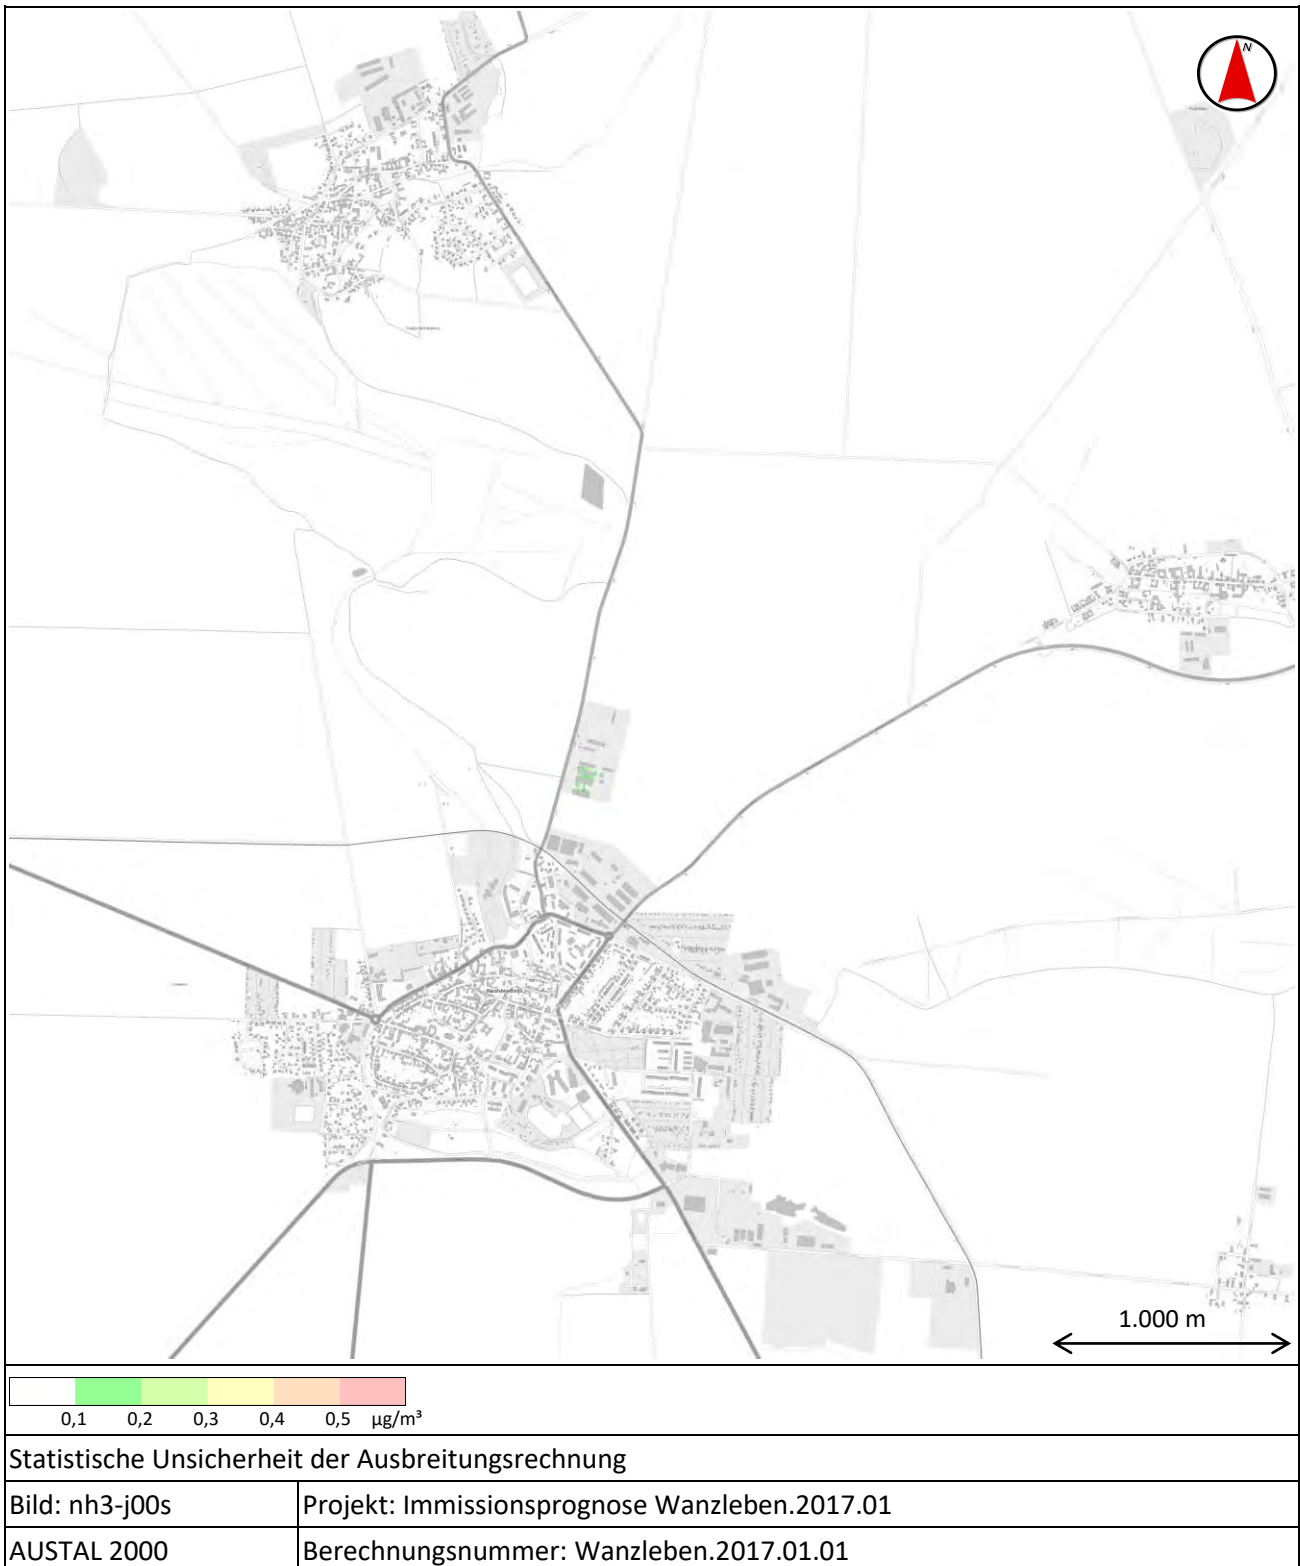 N
1.000 m
0,1 0,2 0,3 0,4 0,5 µg/m³
Statistische Unsicherheit der Ausbreitungsrechnung
Bild: nh3-j00s
Projekt: Immissionsprognose Wanzleben.2017.01
AUSTAL 2000
Berechnungsnummer: Wanzleben.2017.01.01